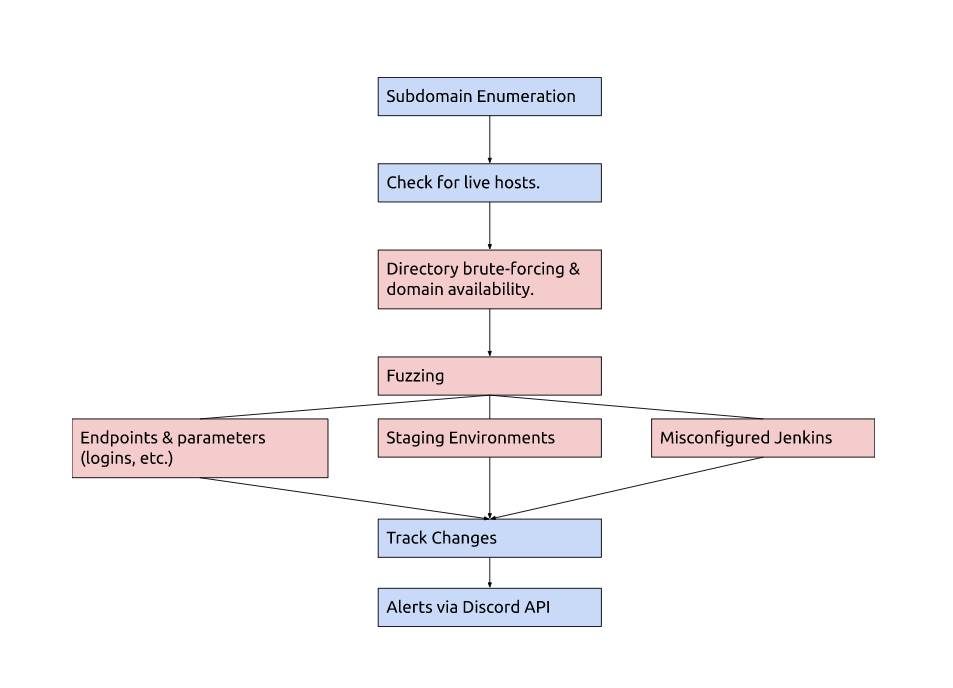 Subdomain Enumeration
Check for live hosts.
Directory brute-forcing &
domain availability.
Fuzzing
Endpoints & parameters
(logins, etc.)
Staging Environments
Misconfigured Jenkins
Track Changes
Alerts via Discord API